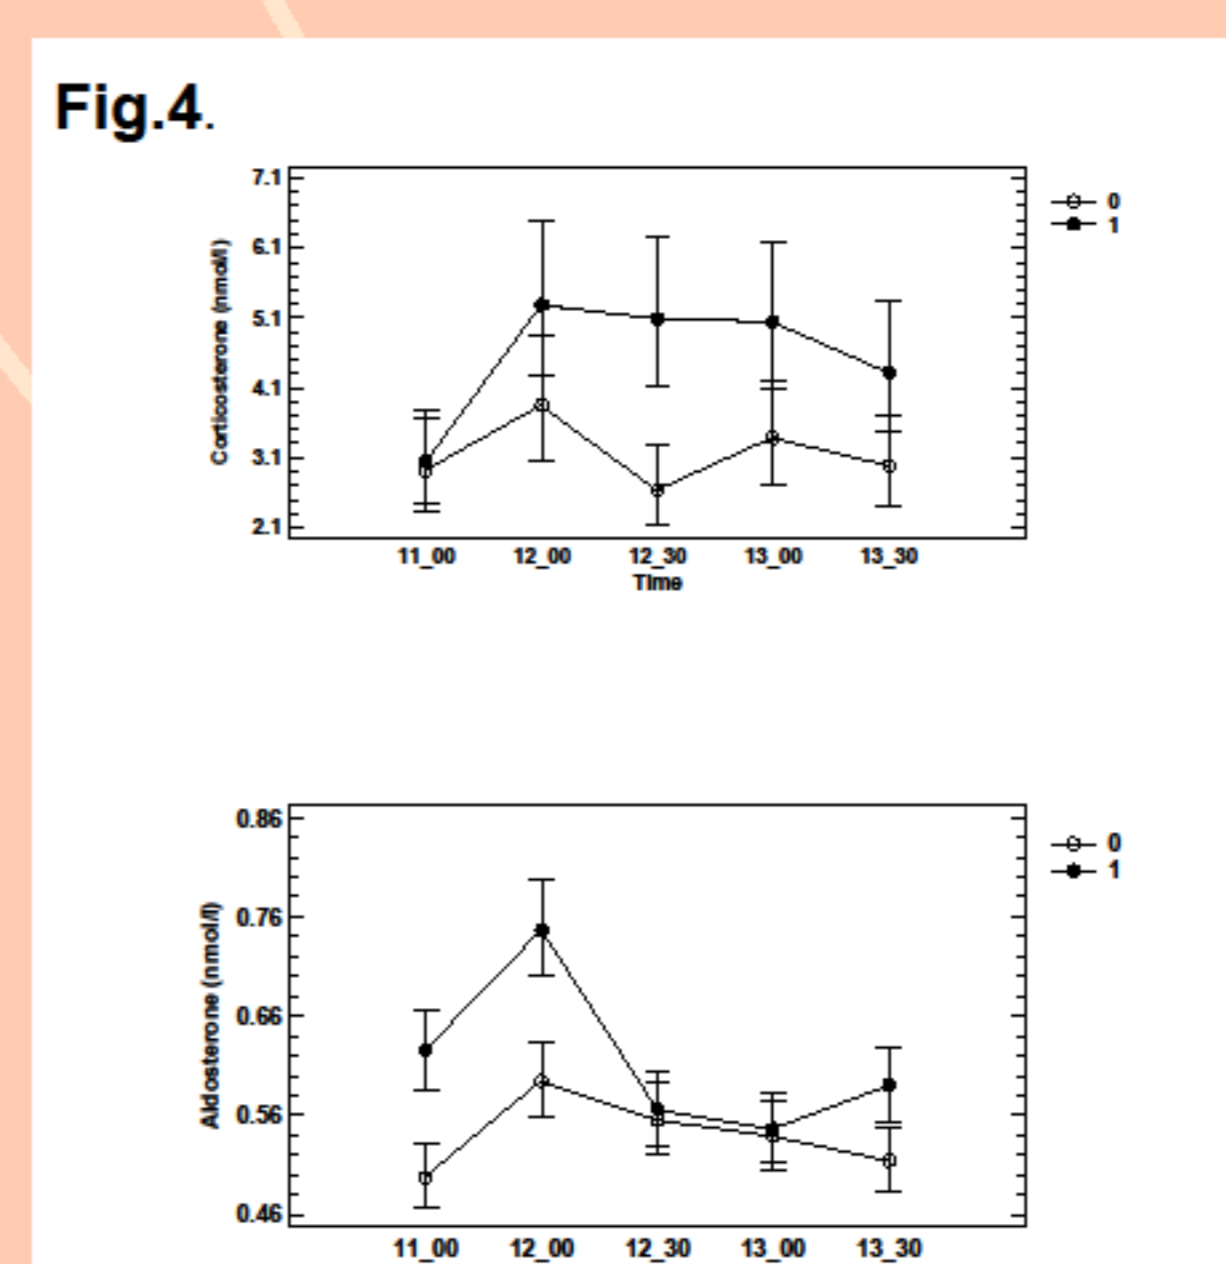 Fig.4.
7.1
6.1
5.1
4.1
3.1
2.1
Corticosterone (nmol/l)
11_00 12_00 12_30 13_00 13_30
Time
0
1
0.86
0.76
0.66
0.56
0.46
Aldosterone (nmol/l)
11_00 12_00 12_30 13_00 13_30
0
1